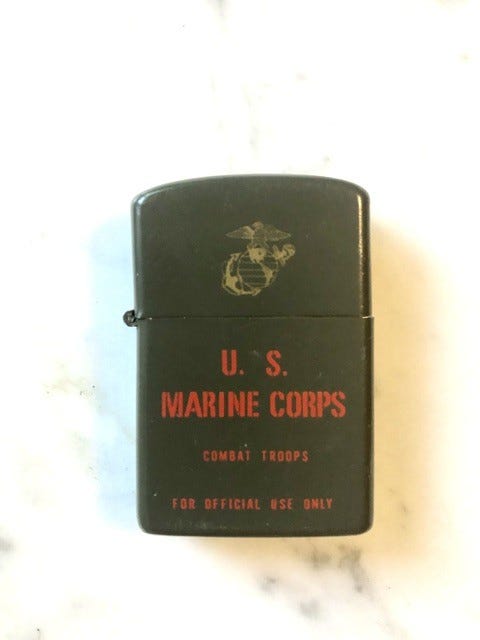 U. S.
MARINE CORPS
COMBAT TROOPS
FOR OFFICIAL USE ONLY